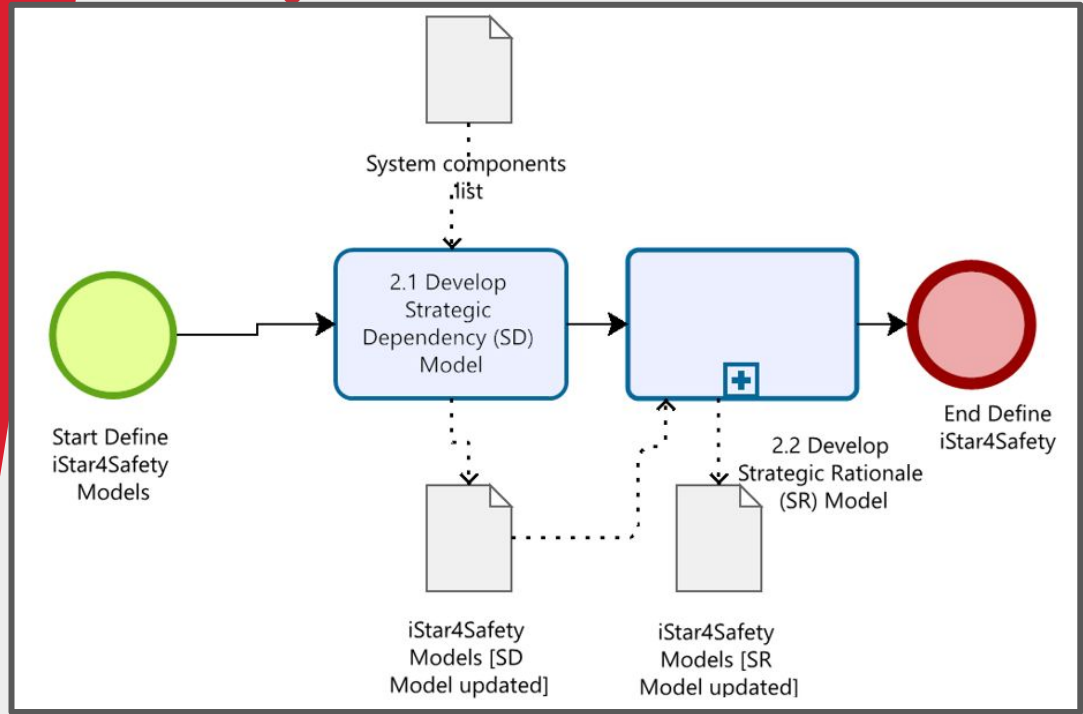 System components
list
2.1 Develop
Strategic
Dependency (SD)
Model
Start Define
iStar4Safety
Models
End Define
iStar4Safety
2.2 Develop
Strategic Rationale
(SR) Model
iStar4Safety
Models [SD
Model updated]
iStar4Safety
Models [SR
Model updated]